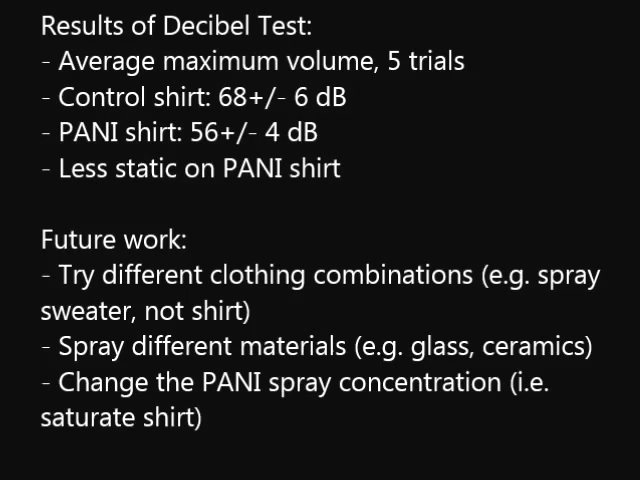 Results of Decibel Test:
- Average maximum volume, 5 trials
- Control shirt: 68+/- 6 dB
- PANI shirt: 56+/- 4 dB
- Less static on PANI shirt
Future work:
- Try different clothing combinations (e.g. spray
sweater, not shirt)
- Spray different materials (e.g. glass, ceramics)
- Change the PANI spray concentration (i.e.
saturate shirt)